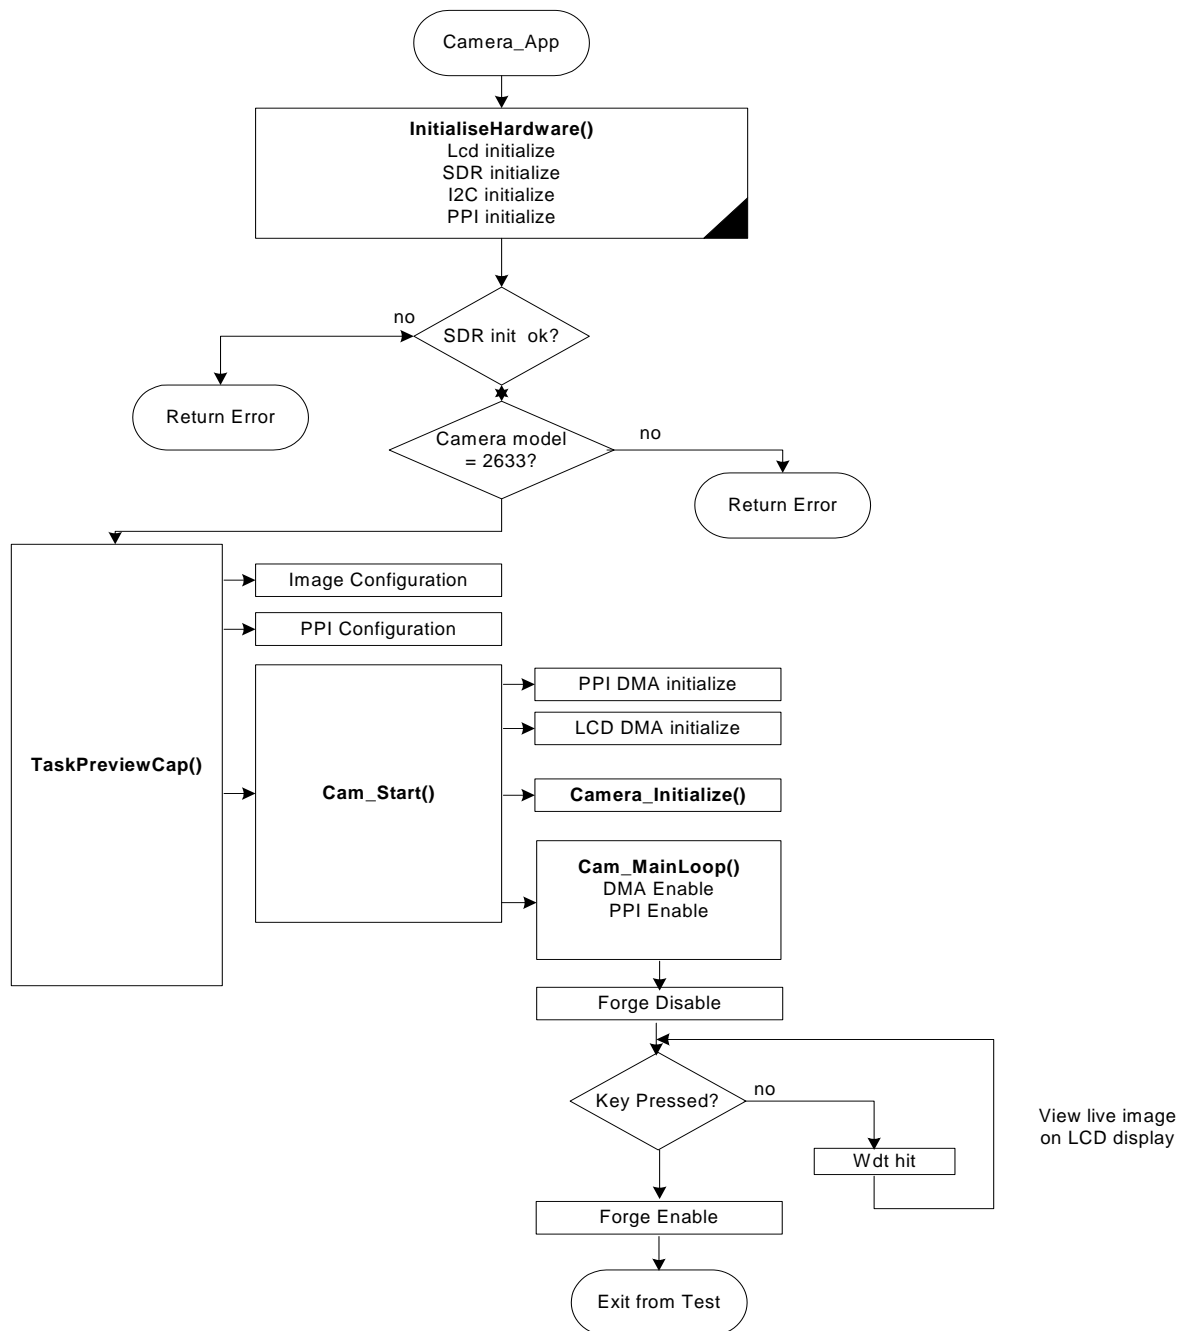 Camera_App
InitialiseHardware()
Lcd initialize
SDR initialize
I2C initialize
PPI initialize
no
SDR init ok?
Return Error
Camera model
= 2633?
no
Return Error
Image Configuration
PPI Configuration
TaskPreviewCap()
Cam_Start()
PPI DMA initialize
LCD DMA initialize
Camera_Initialize()
Cam_MainLoop()
DMA Enable
PPI Enable
Forge Disable
Key Pressed?
no
Wdt hit
View live image
on LCD display
Forge Enable
Exit from Test